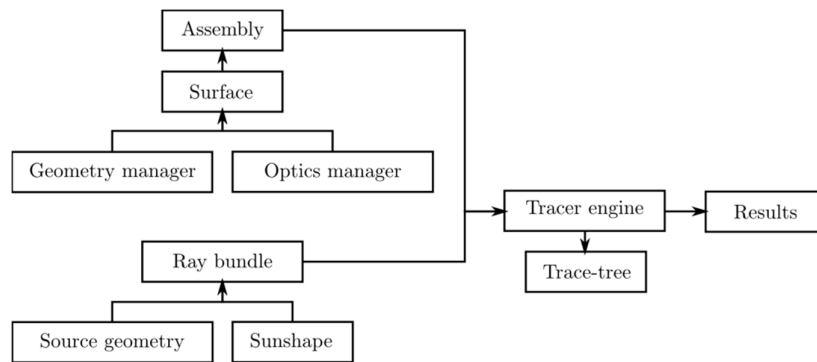 Assembly
Surface
Geometry manager
Optics manager
Tracer engine
Results
Ray bundle
Trace-tree
Source geometry
Sunshape